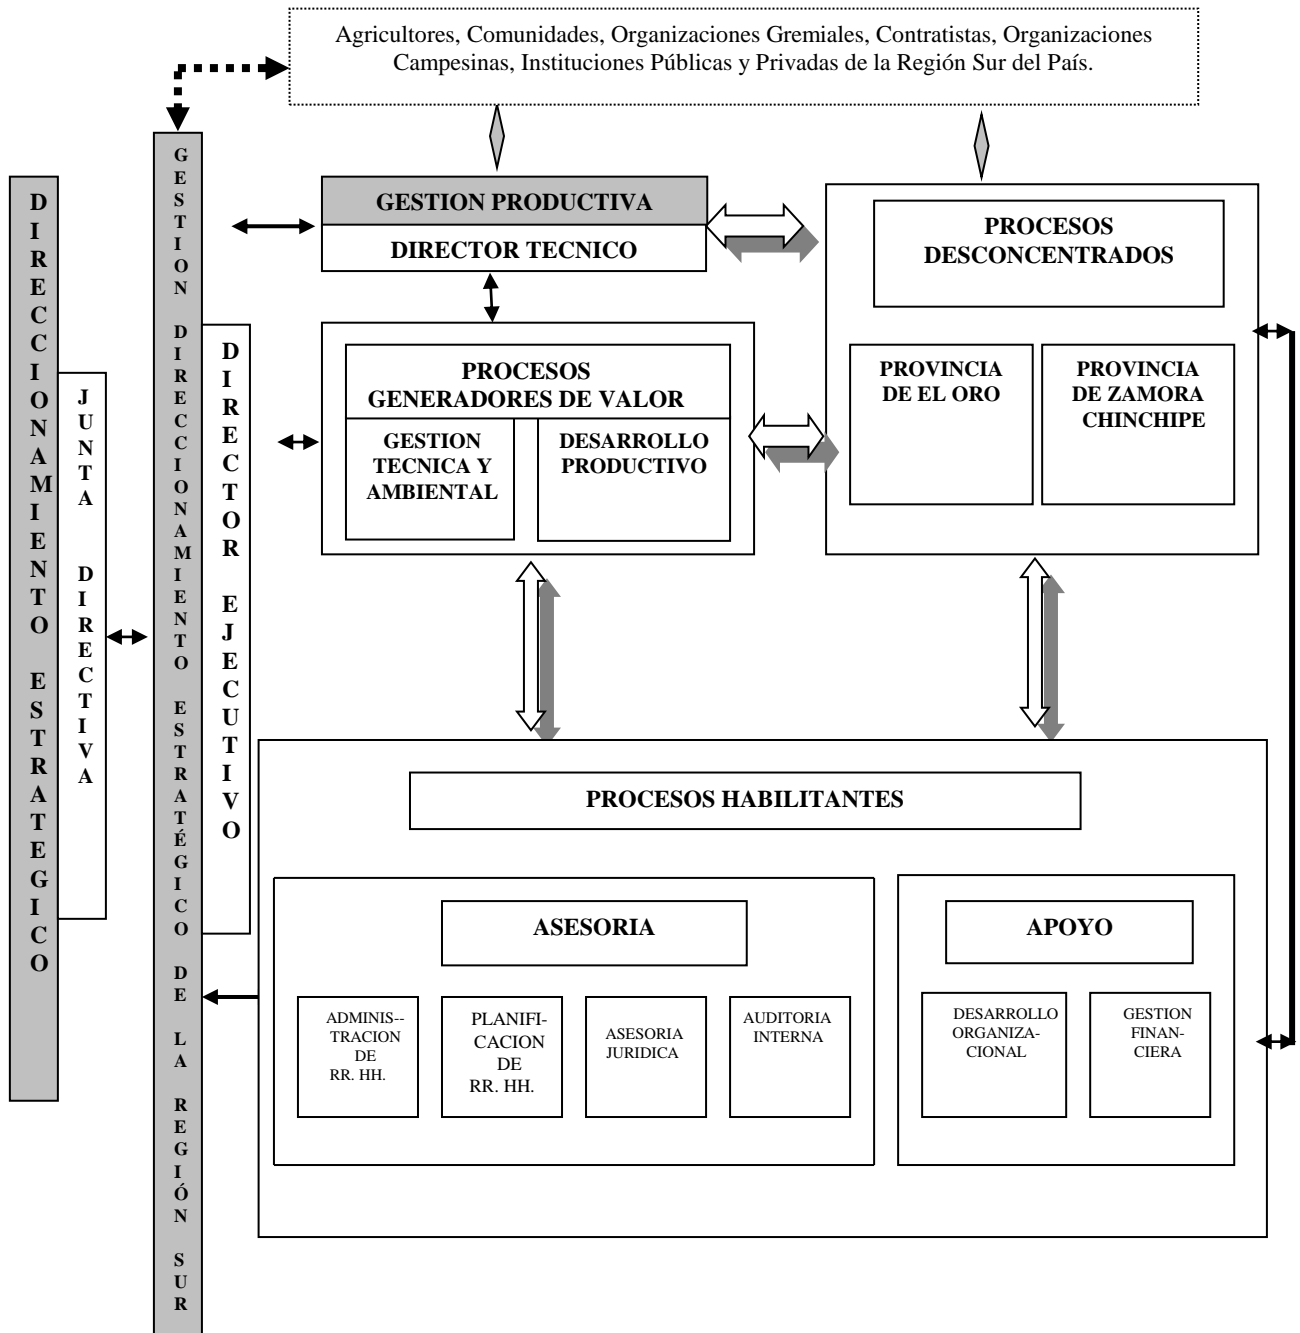 Agricultores, Comunidades, Organizaciones Gremiales, Contratistas, Organizaciones
Campesinas, Instituciones Públicas y Privadas de la Región Sur del País.
DIRECCIONAMIENTO ESTRATEGICO
JUNTA DIRECTIVA
GESTION DIRECCIONAMIENTO ESTRATÉGICO DE LA REGIÓN SUR
DIRECTOR EJECUTIVO
GESTION PRODUCTIVA
DIRECTOR TECNICO
PROCESOS
DESCONCENTRADOS
PROVINCIA
DE EL ORO
PROVINCIA
DE ZAMORA
CHINCHIPE
PROCESOS
GENERADORES DE VALOR
GESTION
TECNICA Y
AMBIENTAL
DESARROLLO
PRODUCTIVO
PROCESOS HABILITANTES
ASESORIA
ADMINIS--
TRACION
DE
RR. HH.
PLANIFI-
CACION
DE
RR. HH.
ASESORIA
JURIDICA
AUDITORIA
INTERNA
APOYO
DESARROLLO
ORGANIZA-
CIONAL
GESTION
FINAN-
CIERA